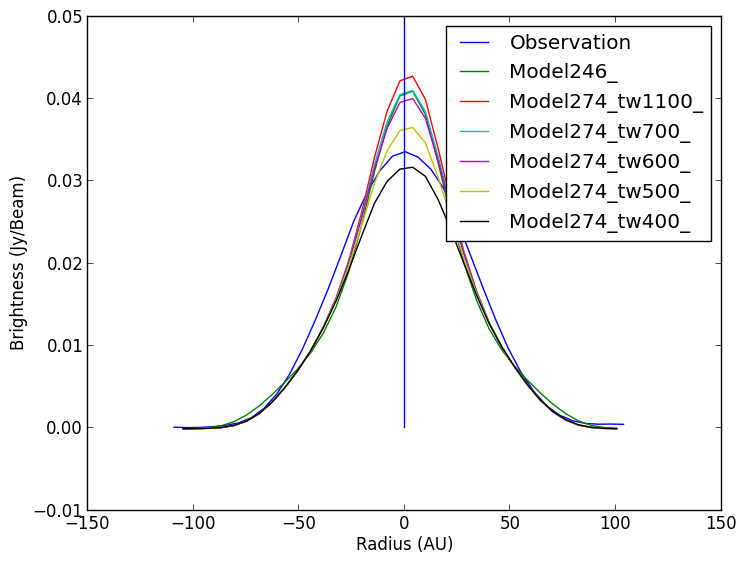 0.05
0.04
0.03
0.02
0.01
0.00
−0.01
Brightness (Jy/Beam)
Observation
Model246_
Model274_tw1100_
Model274_tw700_
Model274_tw600_
Model274_tw500_
Model274_tw400_
−150 −100 −50 0 50 100 150
Radius (AU)